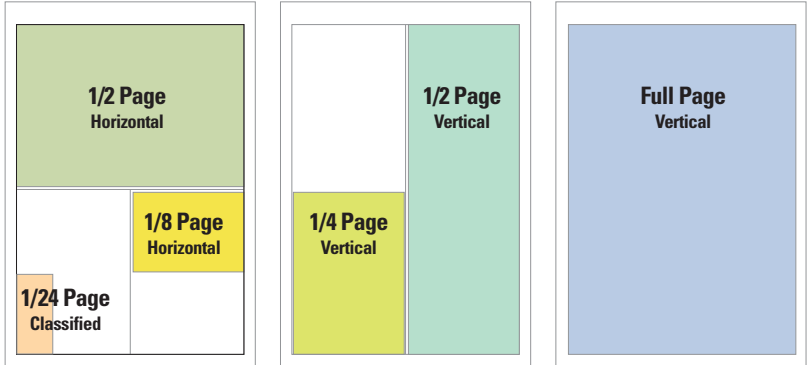 1/2 Page
Horizontal
1/8 Page
Horizontal
1/24 Page
Classified
1/2 Page
Vertical
1/4 Page
Vertical
Full Page
Vertical